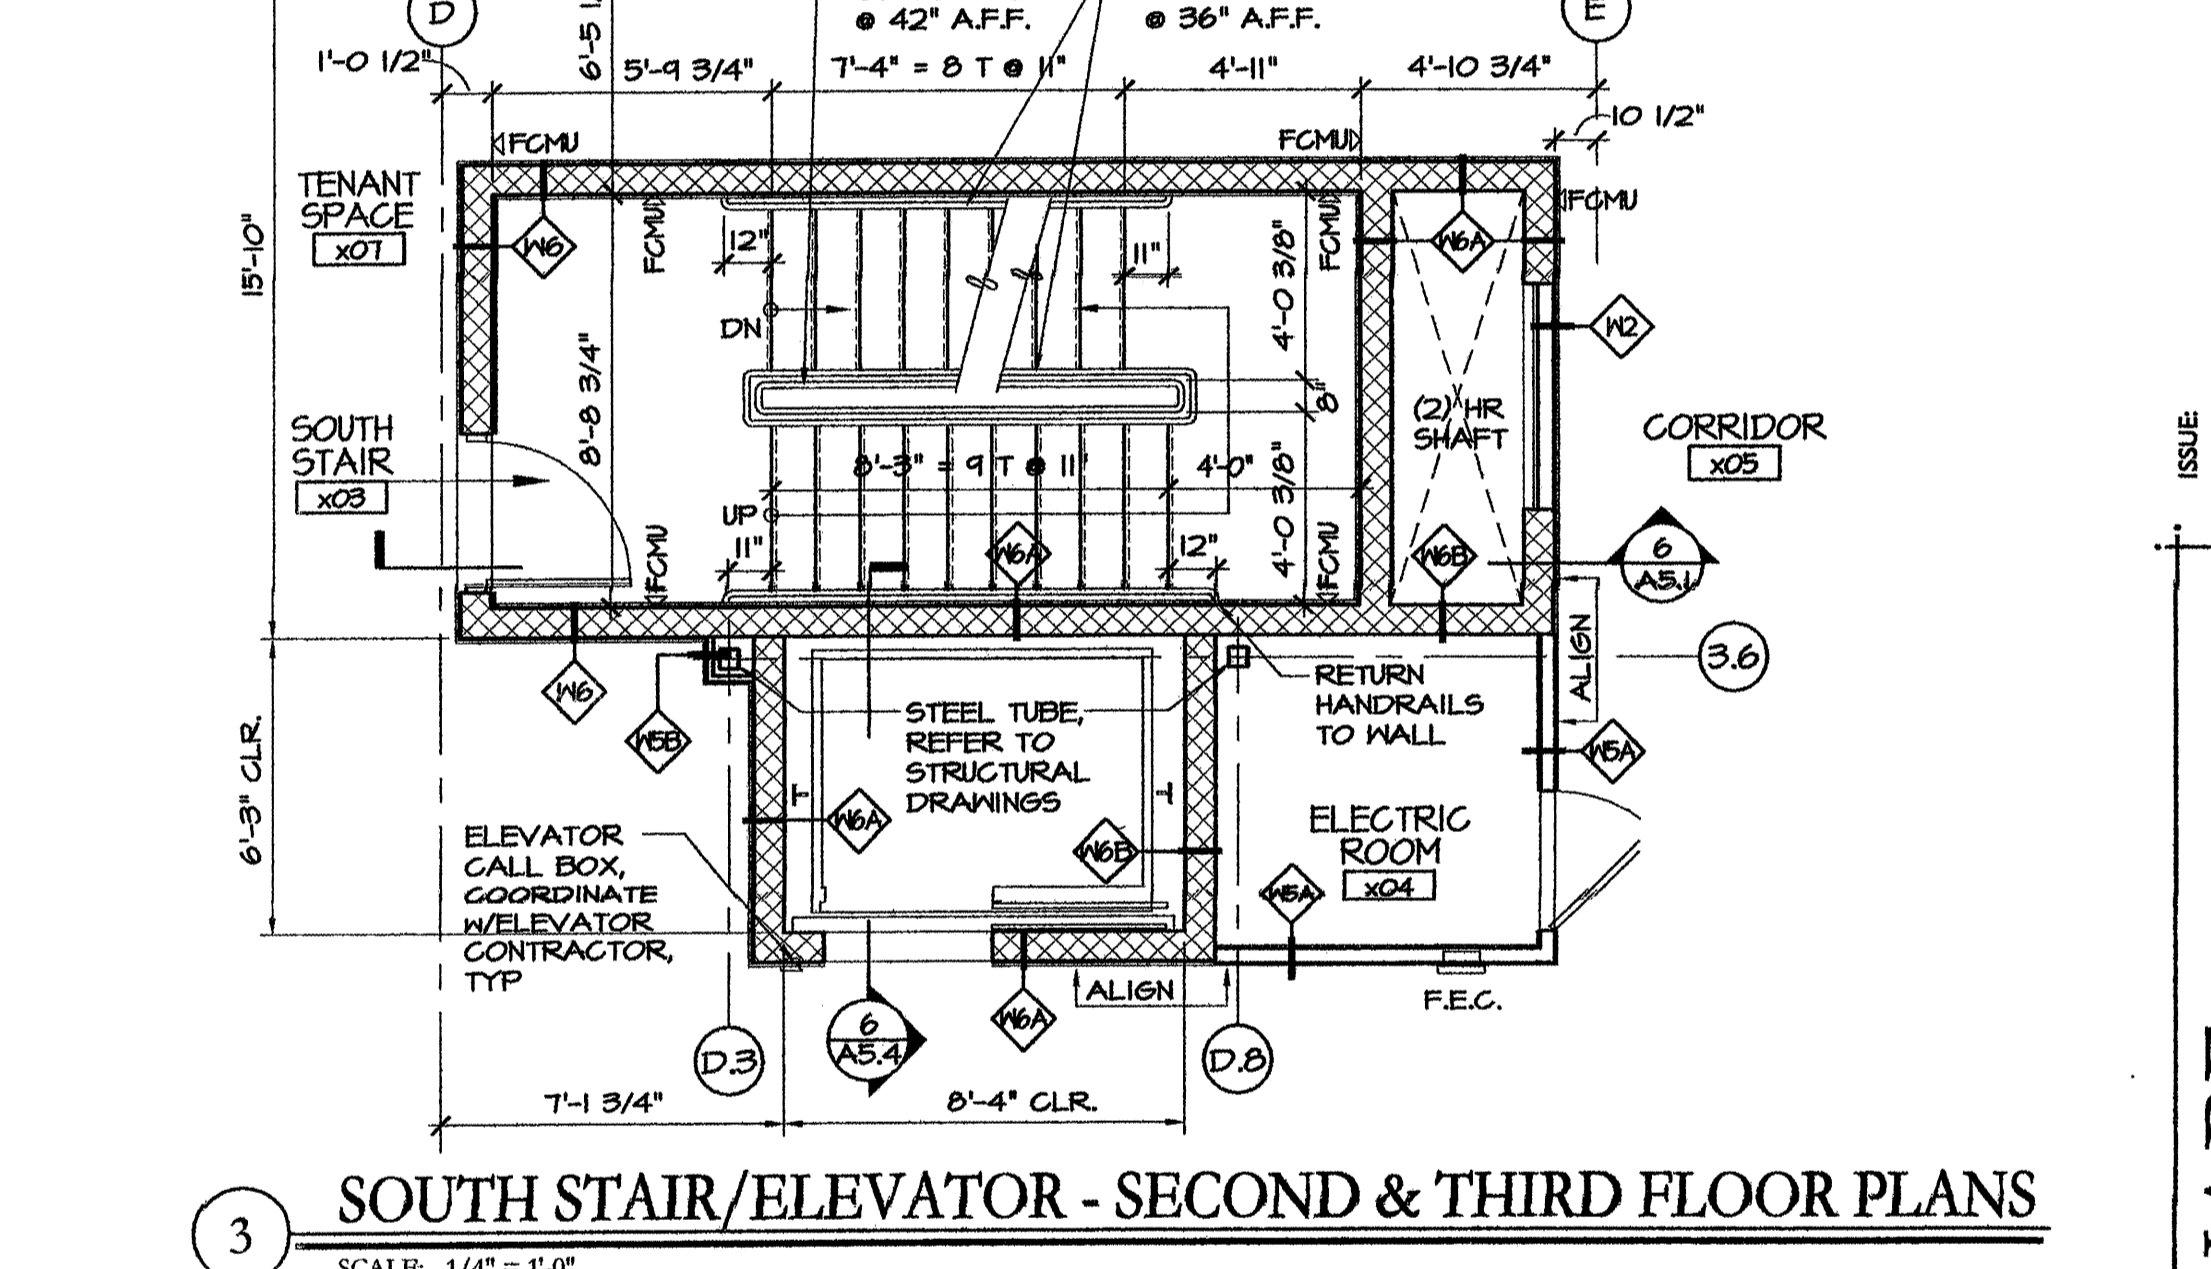 D
@ 42" A.F.F.
@ 36" A.F.F.
E
1'-0 1/2"
5'-9 3/4"
7'-4" = 8 T @ 11"
4'-11"
4'-10 3/4"
10 1/2"
FCMU
FCMU
TENANT
SPACE
x07
15'-10"
W6
FCMU
12"
11"
4'-0 3/8"
FCMU
W6A
FCMU
W2
DN
8'-8 3/4"
8"
(2) HR
SHAFT
CORRIDOR
x05
ISSUE:
SOUTH
STAIR
x03
8'-3" = 9 T @ 11"
4'-0"
4'-0 3/8"
UP
11"
FCMU
W6A
12"
FCMU
W6B
6
A5.1
ALIGN
3.6
W6
W5B
6'-3" CLR.
STEEL TUBE,
REFER TO
STRUCTURAL
DRAWINGS
RETURN
HANDRAILS
TO WALL
W5A
W6A
W6B
ELECTRIC
ROOM
x04
W5A
ELEVATOR
CALL BOX,
COORDINATE
W/ELEVATOR
CONTRACTOR,
TYP
ALIGN
F.E.C.
W6A
D.3
6
A5.4
D.8
7'-1 3/4"
8'-4" CLR.
3
SOUTH STAIR/ELEVATOR - SECOND & THIRD FLOOR PLANS
SCALE: 1/4" = 1'-0"